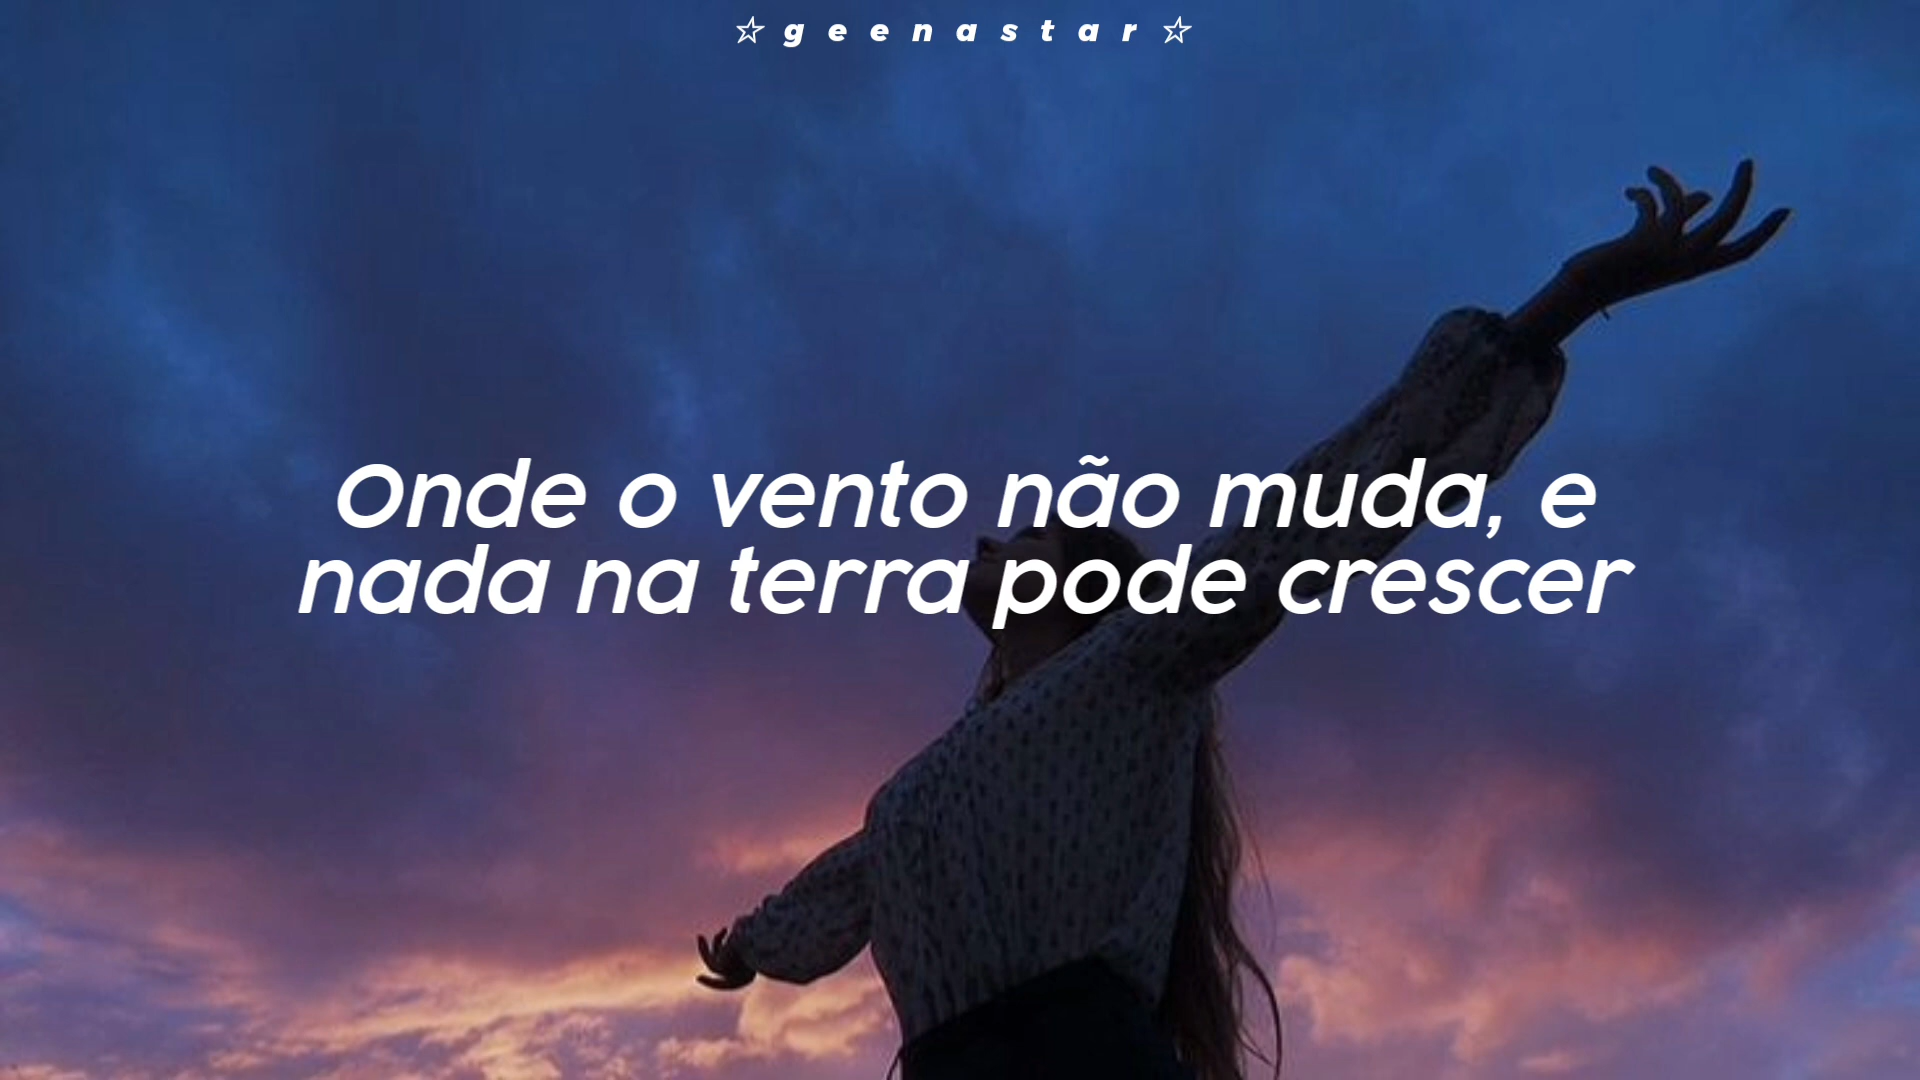 ☆ g e e n a s t a r ☆
Onde o vento não muda, e
nada na terra pode crescer